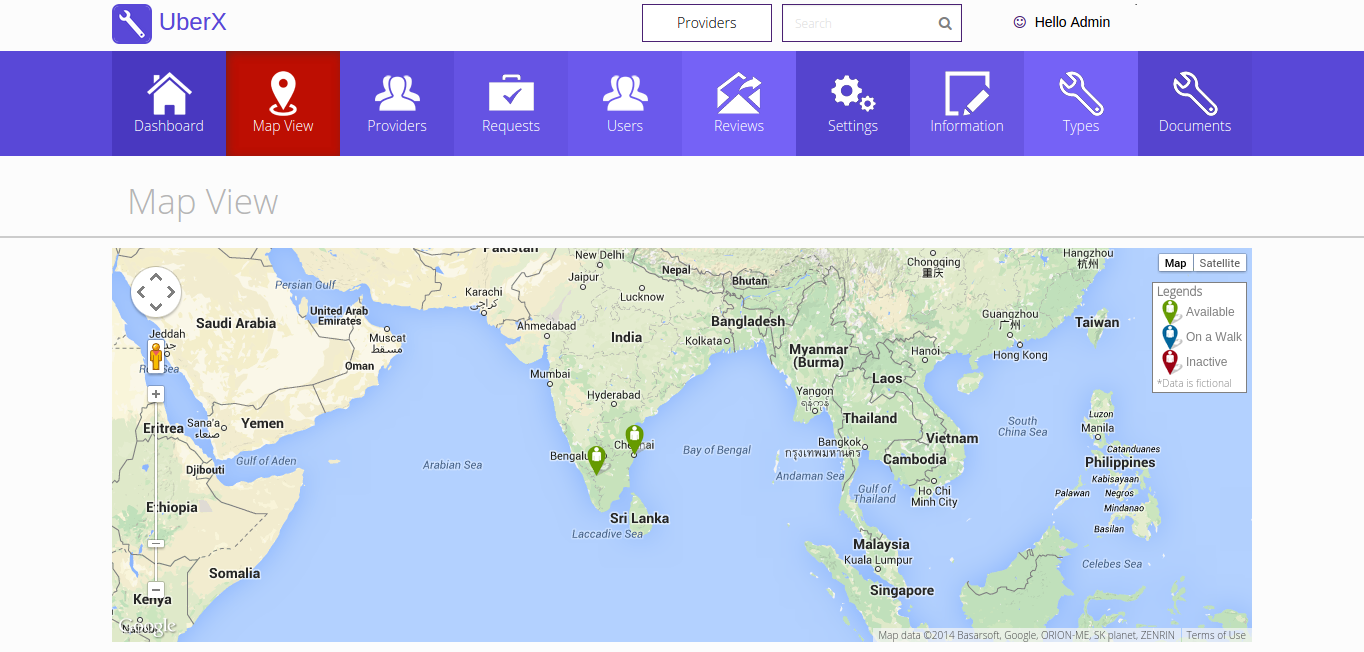 UberX
Providers
Search
Hello Admin
Dashboard
Map View
Providers
Requests
Users
Reviews
Settings
Information
Types
Documents
Map View
Pakistan
New Delhi
Nepal
Chongqing
重庆
Hangzhou
杭州
Map
Satellite
Persian Gulf
Jaipur
Bhutan
Legends
Karachi
کراچی
Lucknow
United Arab
Emirates
Available
Saudi Arabia
Ahmedabad
Bangladesh
Guangzhou
广州
Taiwan
Jeddah
جدة
Muscat
مسقط
India
Kolkata
On a Walk
Myanmar
(Burma)
Hanoi
Hong Kong
Inactive
Oman
Mumbai
Laos
*Data is fictional
Hyderabad
Yangon
Eritrea
Sana'a
صنعاء
Yemen
Thailand
South
China Sea
Luzon
Manila
Vietnam
Bangkok
กรุงเทพมหานคร
Bay of Bengal
Catanduanes
Gulf of Aden
Arabian Sea
Cambodia
Philippines
Djibouti
Andaman Sea
Kabisayaan
Gulf of
Thailand
Ho Chi
Minh City
Palawan
Negros
Ethiopia
Mindanao
Sri Lanka
Basilan
Laccadive Sea
Malaysia
Kuala Lumpur
Celebes Sea
Somalia
Singapore
Kenya
Nairobi
Google
Map data ©2014 Basarsoft, Google, ORION-ME, SK planet, ZENRIN
Terms of Use